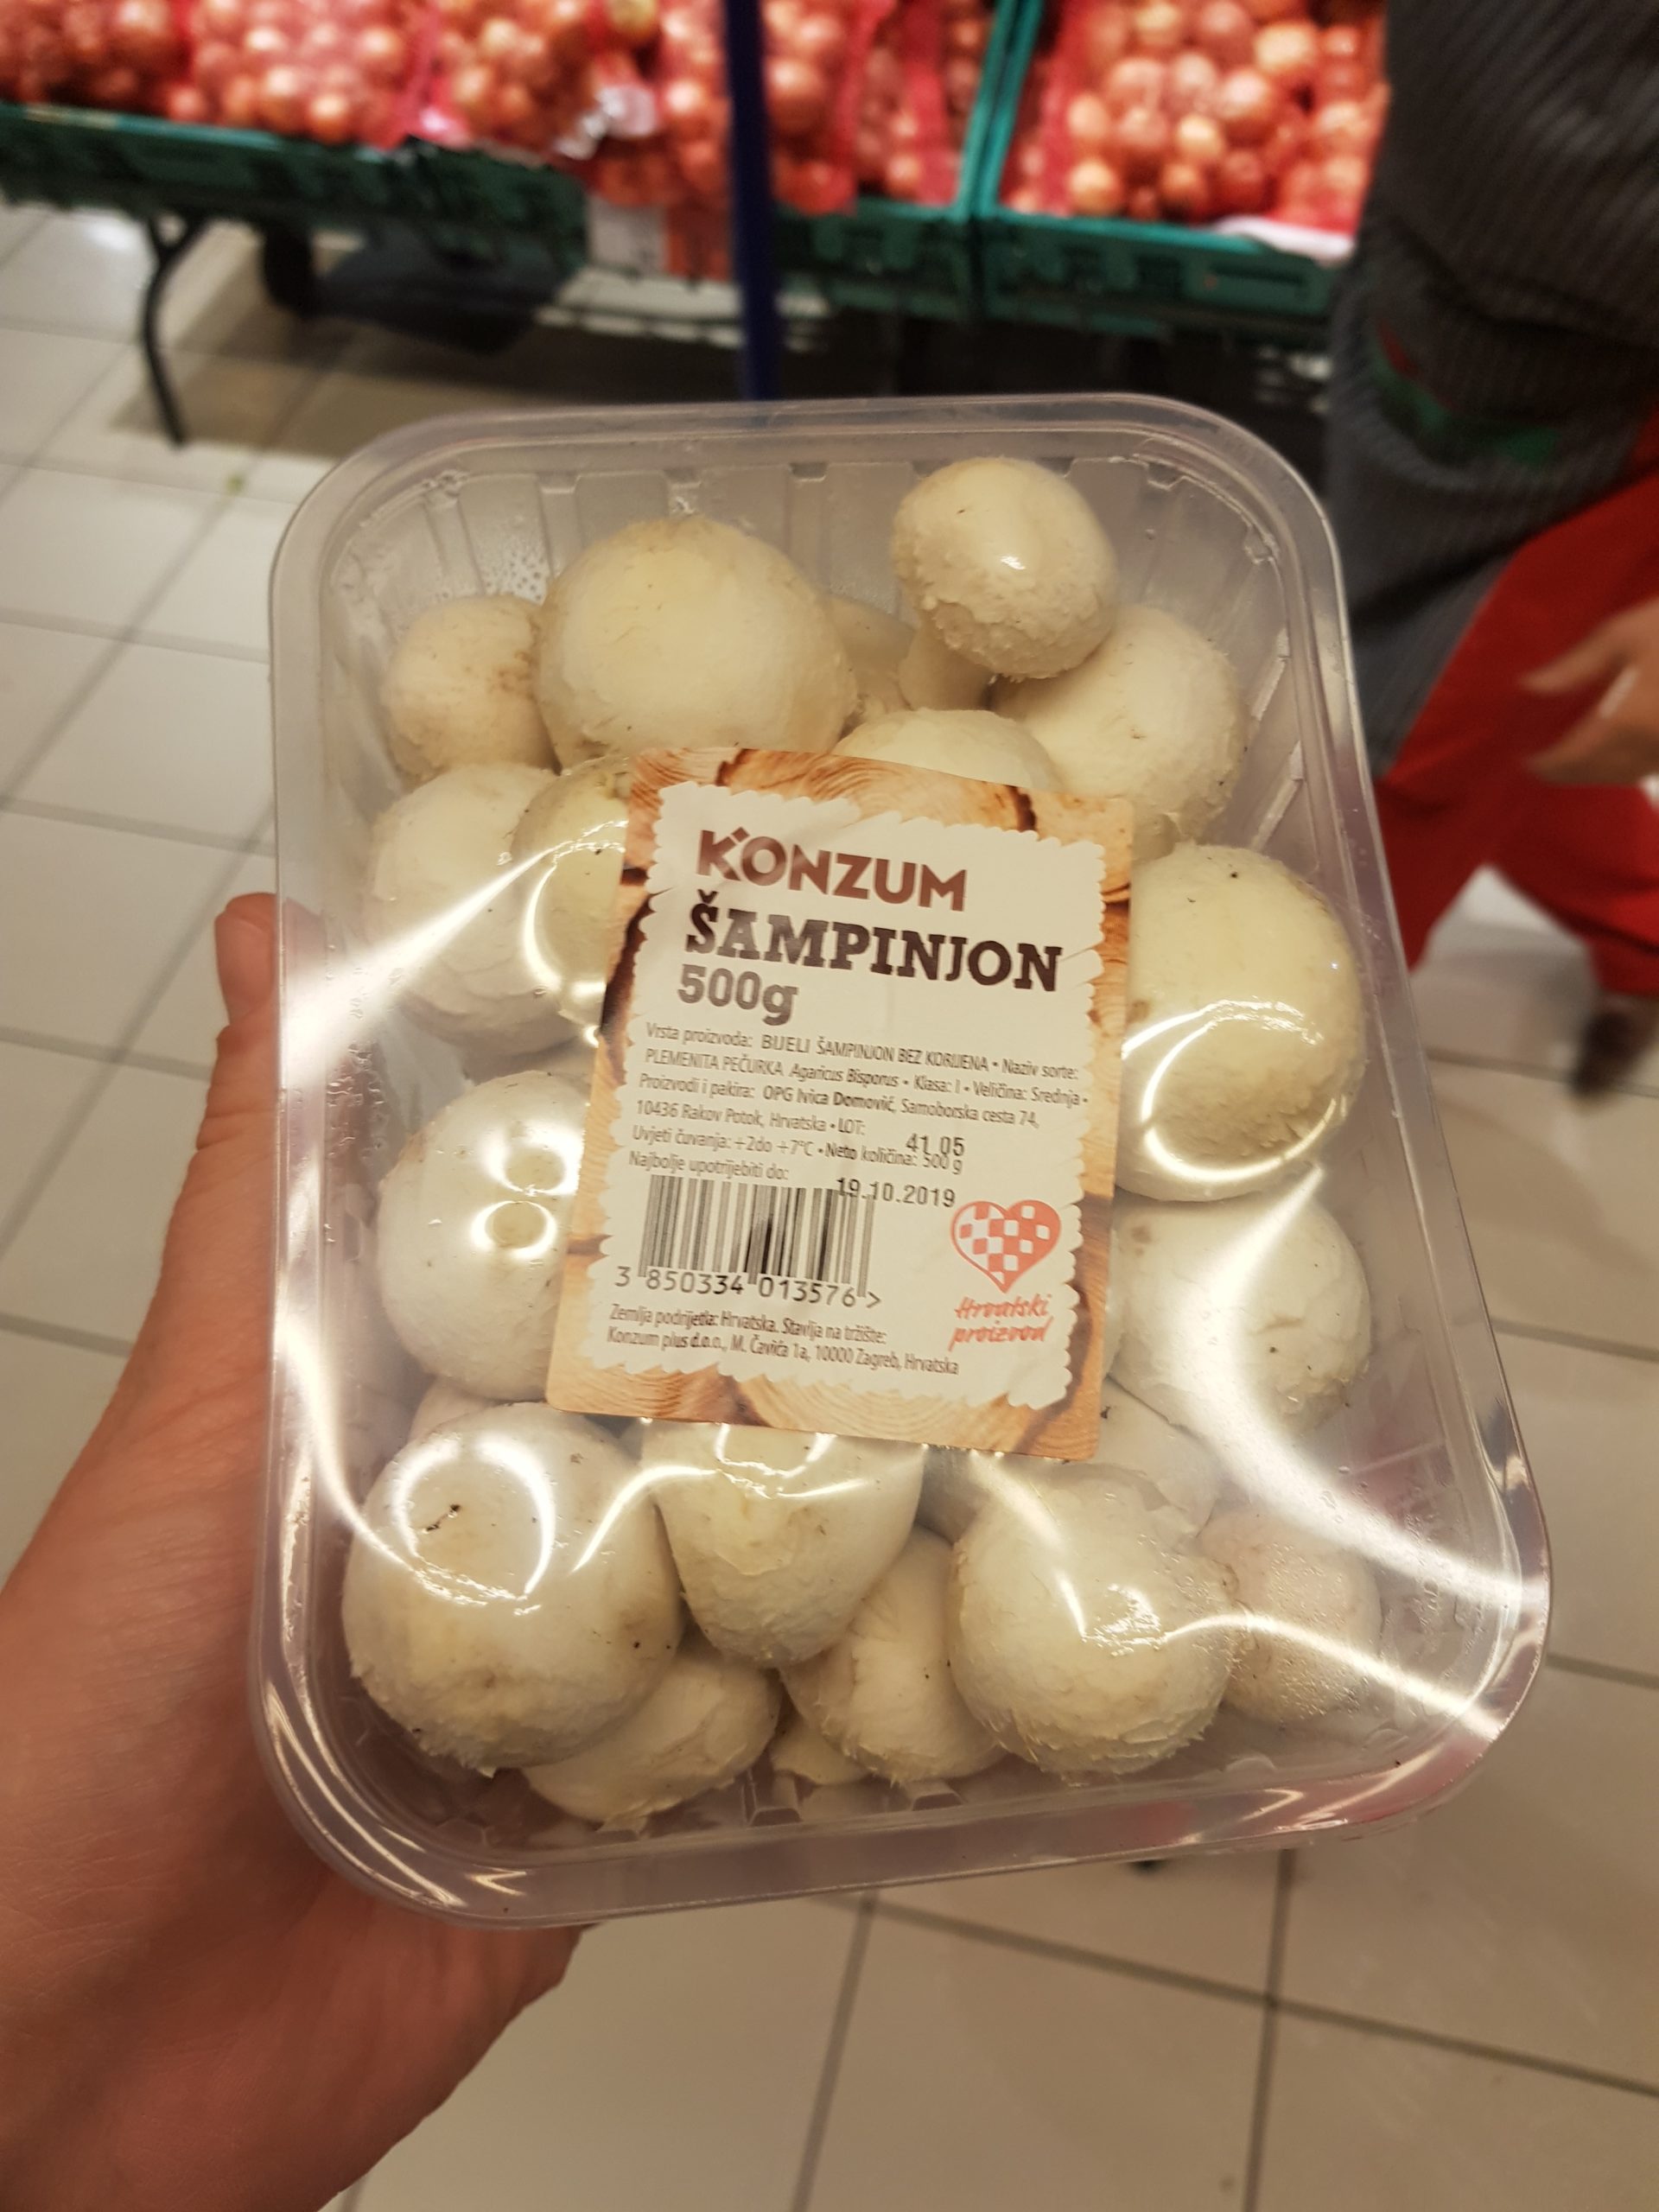 KONZUM
ŠAMPINJON
500g
Vrsta proizvoda: BIJELI ŠAMPINJON BEZ KORIJENA • Naziv sorte:
PLEMENITA PEČURKA Agaricus Bisporus • Klasa: I • Veličina: Srednja •
Proizvodi i pakira: OPG Ivica Domović, Samoborska cesta 74,
10436 Rakov Potok, Hrvatska • LOT: 41.05
Uvjeti čuvanja: +2do +7°C • Neto količina: 500 g
Najbolje upotrijebiti do: 19.10.2019
3 850334 013576 >
Hrvatski
proizvod
Zemlja podrijetla: Hrvatska. Stavlja na tržište:
Konzum plus d.o.o., M. Čavića 1a, 10000 Zagreb, Hrvatska